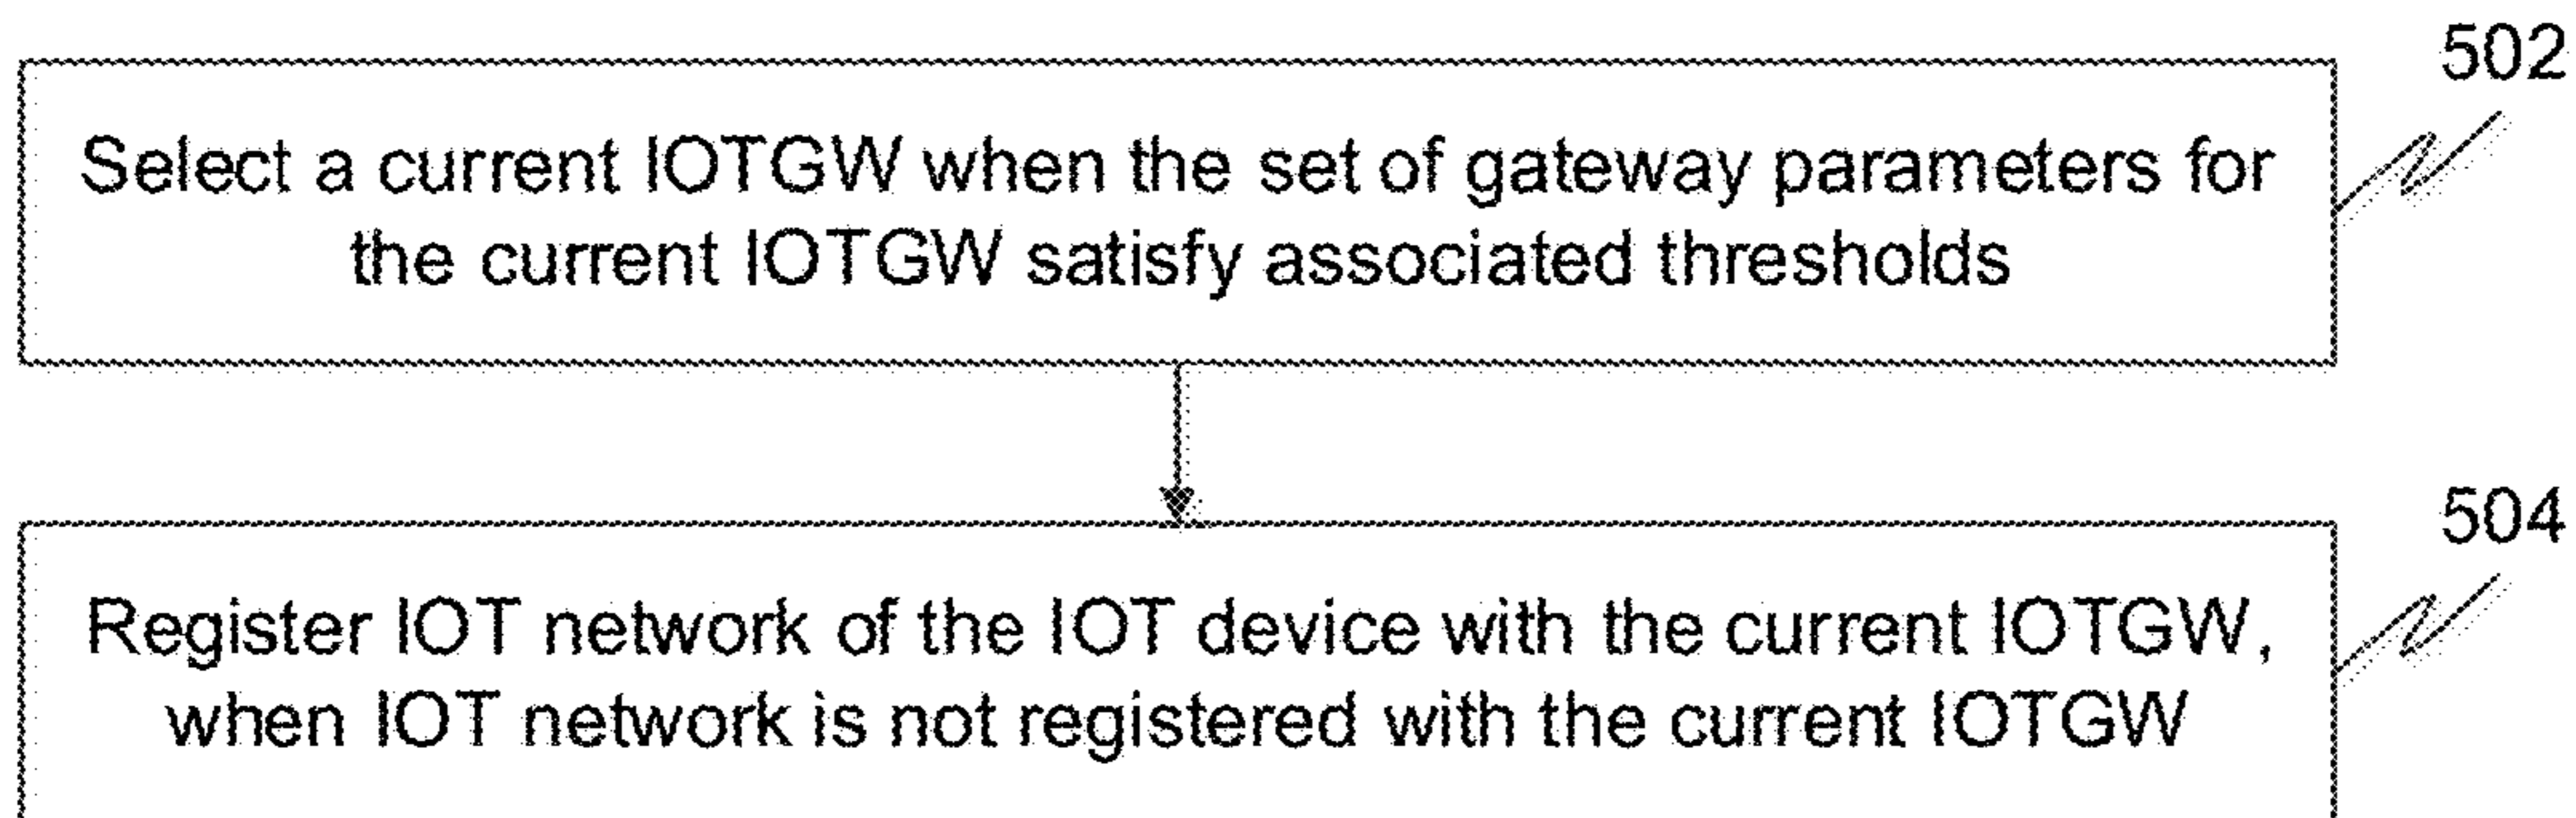 502
Select a current IOTGW when the set of gateway parameters for
the current IOTGW satisfy associated thresholds
504
Register IOT network of the IOT device with the current IOTGW,
when IOT network is not registered with the current IOTGW